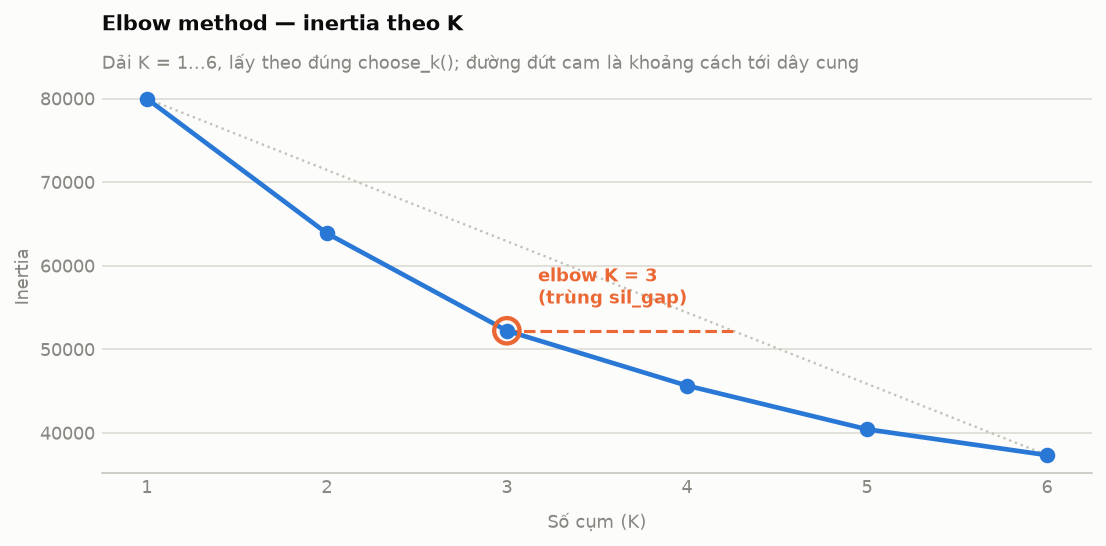 Elbow method — inertia theo K
Dải K = 1...6, lấy theo đúng choose_k(); đường đứt cam là khoảng cách tới dây cung
80000
70000
60000
50000
40000
Inertia
elbow K = 3
(trùng sil_gap)
1 2 3 4 5 6
Số cụm (K)